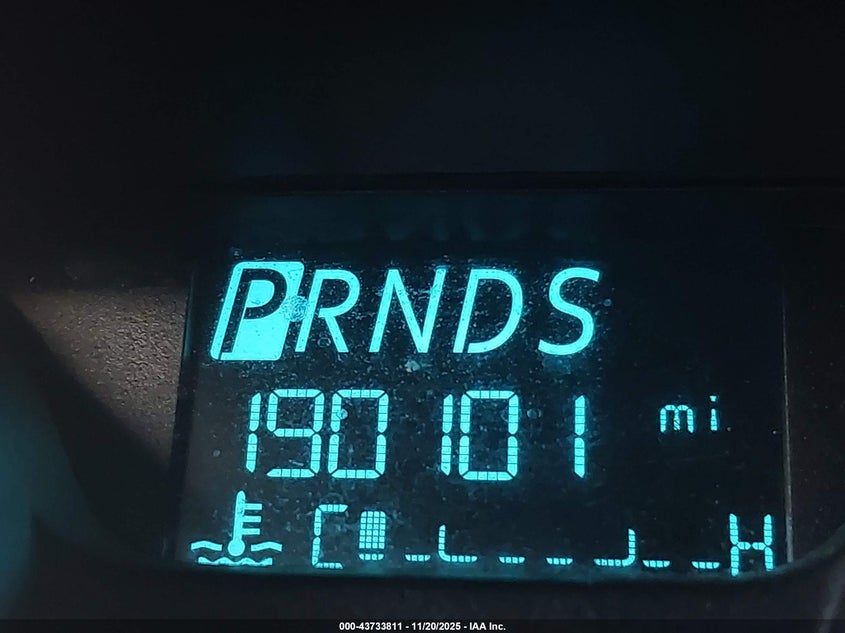 PRNDS
190101 mi
C H
000-43733811 - 11/20/2025 - IAA Inc.